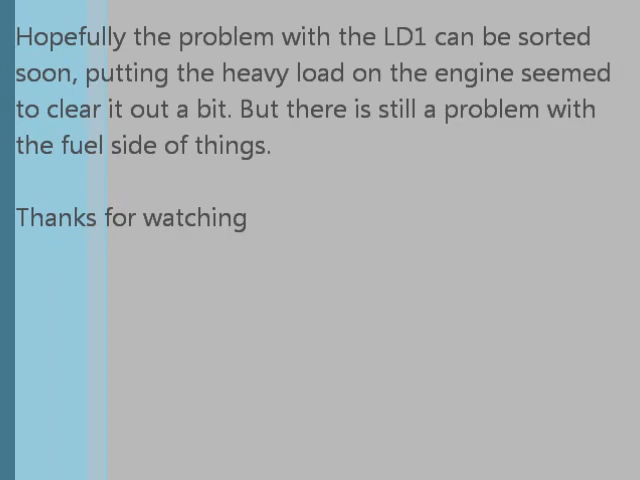 Hopefully the problem with the LD1 can be sorted
soon, putting the heavy load on the engine seemed
to clear it out a bit. But there is still a problem with
the fuel side of things.
Thanks for watching